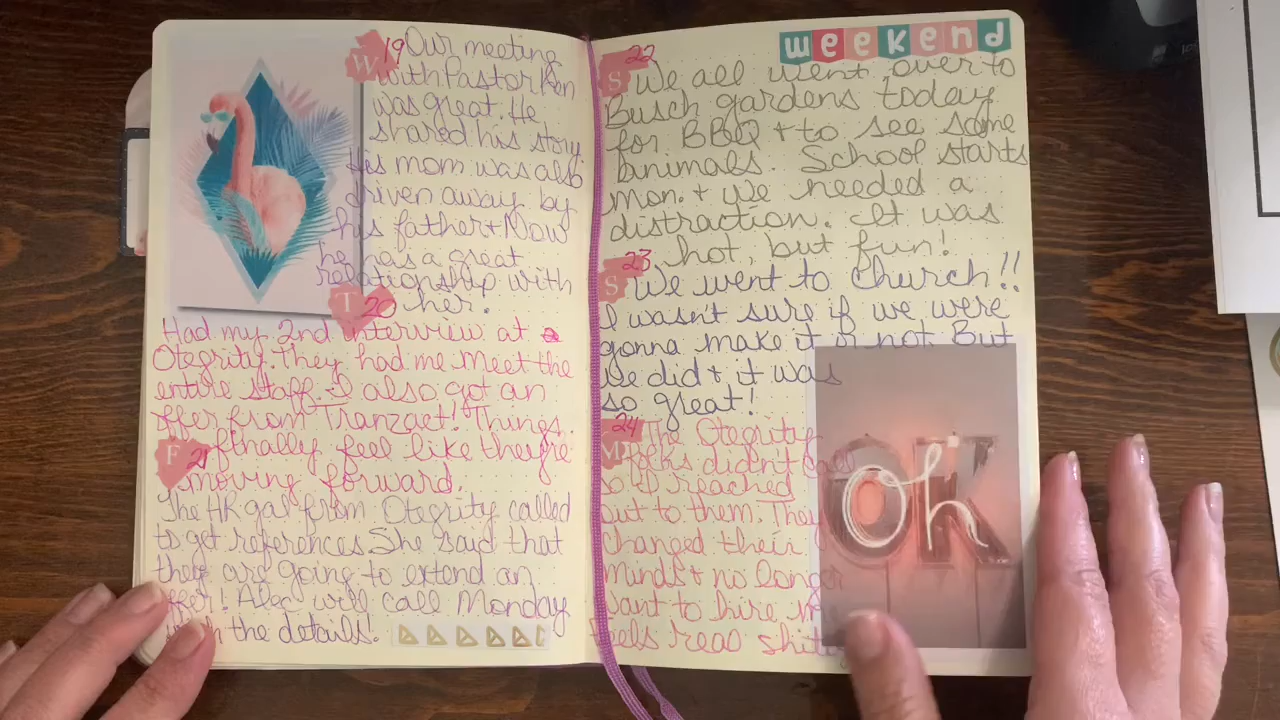 W 19 Our meeting
with Pastor Ken
was great. He
shared his story.
His mom was also
driven away by
his father + Now
he has a great
relationship with
her.
T 20
Had my 2nd interview at
Otegrity. They had me meet the
entire staff. I also got an
offer from Tranzact! Things
finally feel like they're
moving forward.
F 21
The HR gal from Otegrity called
to get references. She said that
they are going to extend an
offer! Alec will call Monday
with the details!
weekend
S 22 We all went over to
Busch gardens today
for BBQ + to see some
animals. School starts
mon. + we needed a
distraction. It was
hot, but fun!
S 23 We went to church!!
I wasn't sure if we were
gonna make it or not. But
we did + it was
so great!
M 24 The Otegrity
folks didn't call
so I reached
out to them. They
changed their
minds + no longer
want to hire me
feels real shitty
OK
oh